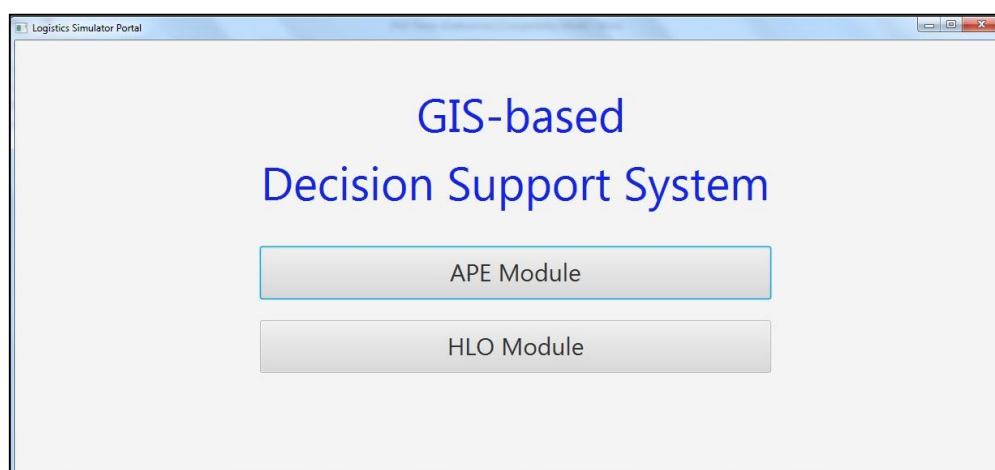 Logistics Simulator Portal
GIS-based
Decision Support System
APE Module
HLO Module